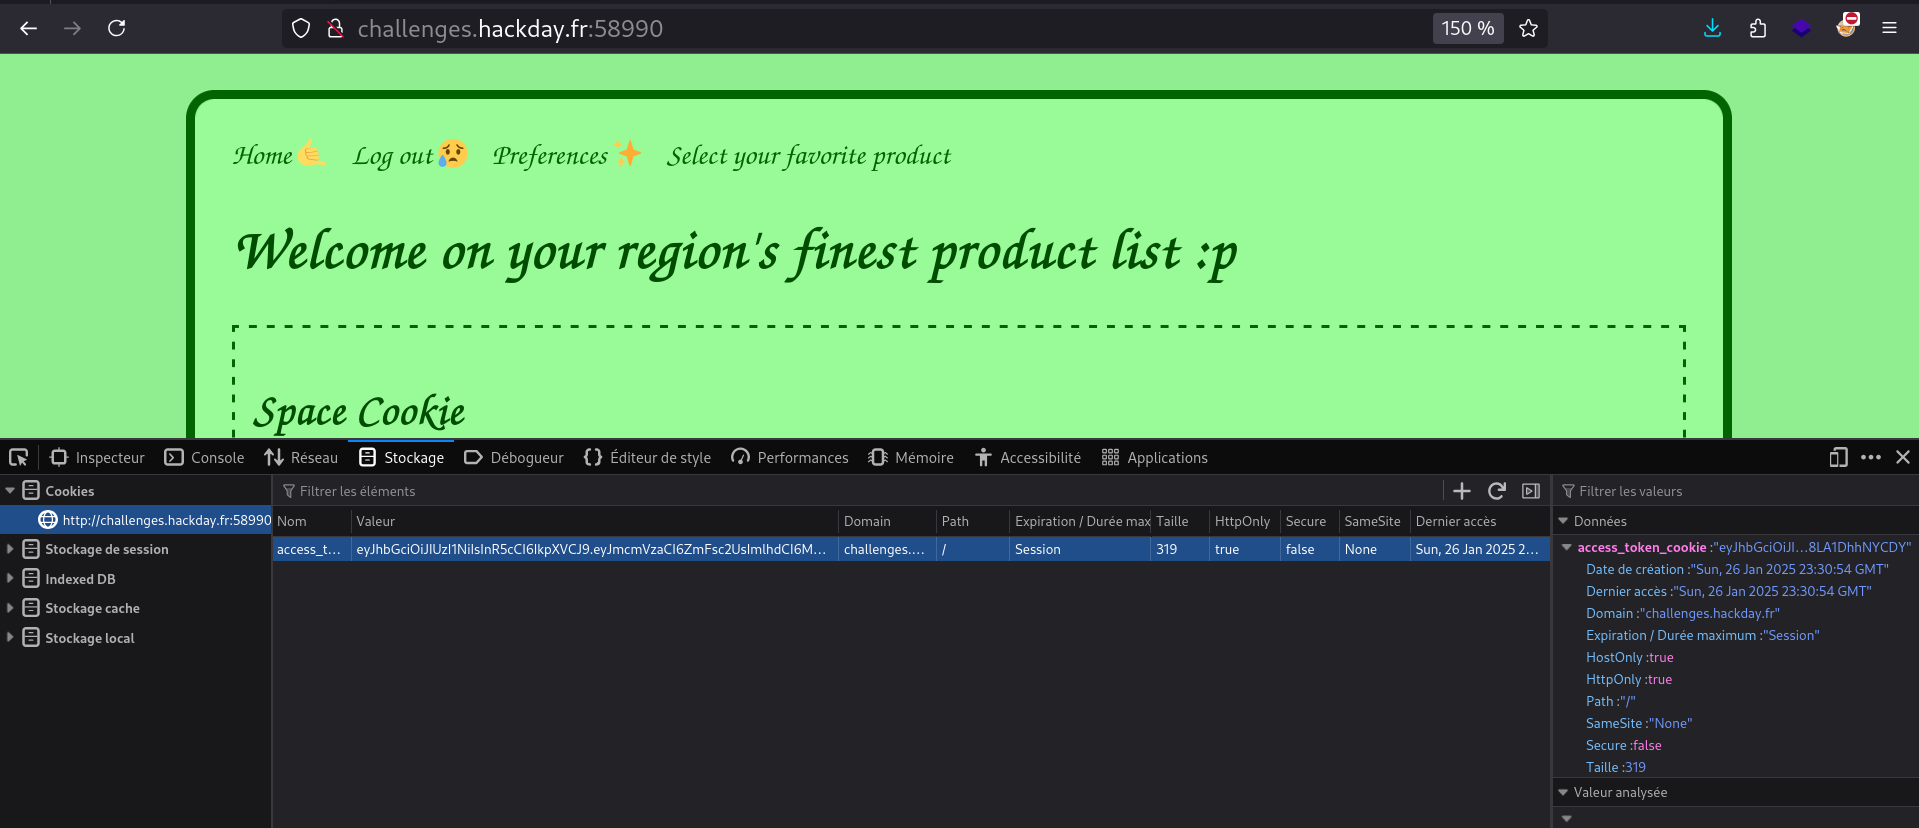 challenges.hackday.fr:58990
150 %
Home🤙 Log out😥 Preferences✨ Select your favorite product
Welcome on your region's finest product list :p
Space Cookie
Inspecteur Console Réseau Stockage Débogueur Éditeur de style Performances Mémoire Accessibilité Applications
Cookies
http://challenges.hackday.fr:58990
Stockage de session
Indexed DB
Stockage cache
Stockage local
Filtrer les éléments
Nom Valeur Domain Path Expiration / Durée max Taille HttpOnly Secure SameSite Dernier accès
access_t... eyJhbGciOiJIUzI1NiIsInR5cCI6IkpXVCJ9.eyJmcmVzaCI6ZmFsc2UsImlhdCI6M... challenges.... / Session 319 true false None Sun, 26 Jan 2025 2...
Filtrer les valeurs
Données
access_token_cookie :"eyJhbGciOiJI...8LA1DhhNYCDY"
Date de création :"Sun, 26 Jan 2025 23:30:54 GMT"
Dernier accès :"Sun, 26 Jan 2025 23:30:54 GMT"
Domain :"challenges.hackday.fr"
Expiration / Durée maximum :"Session"
HostOnly :true
HttpOnly :true
Path :"/"
SameSite :"None"
Secure :false
Taille :319
Valeur analysée